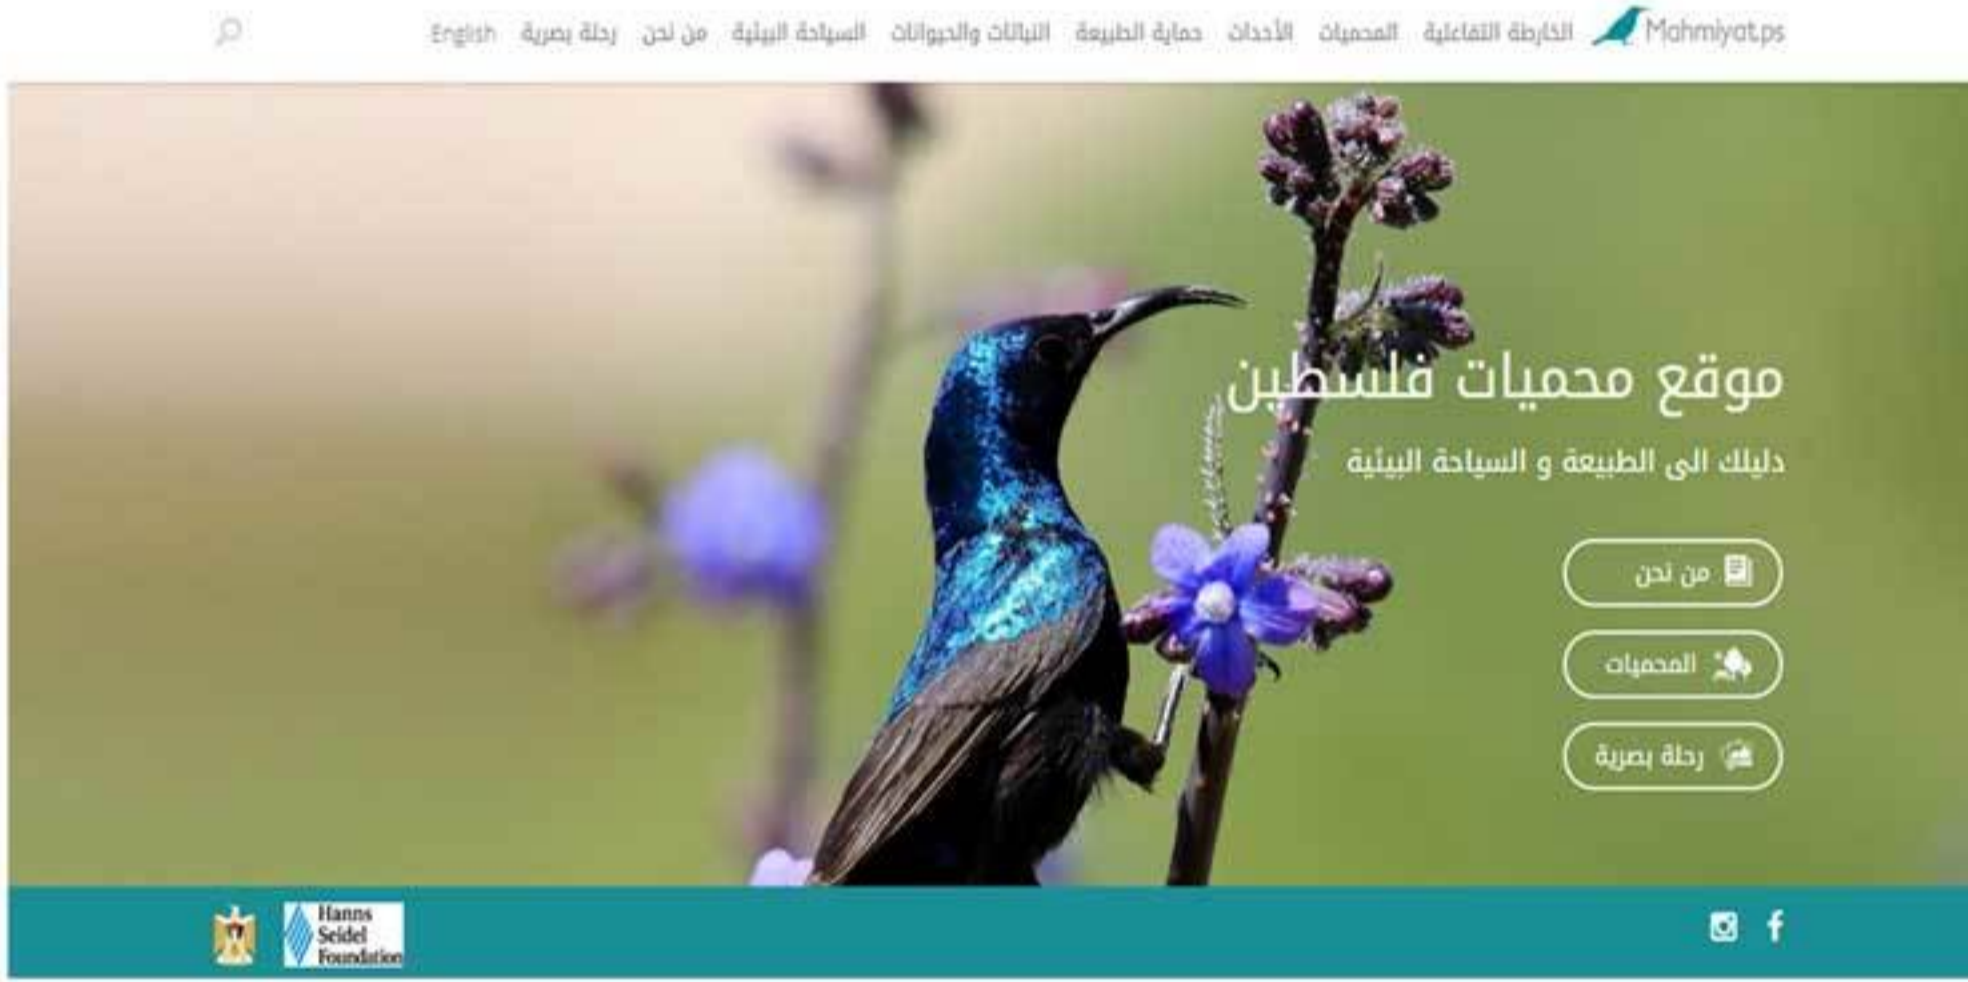 Mahmiyat.ps الخارطة التفاعلية المحميات الأحداث حماية الطبيعة النباتات والحيوانات السياحة البيئية من نحن رحلة بصرية English
موقع محميات فلسطين
دليلك الى الطبيعة و السياحة البيئية
من نحن
المحميات
رحلة بصرية
Hanns
Seidel
Foundation